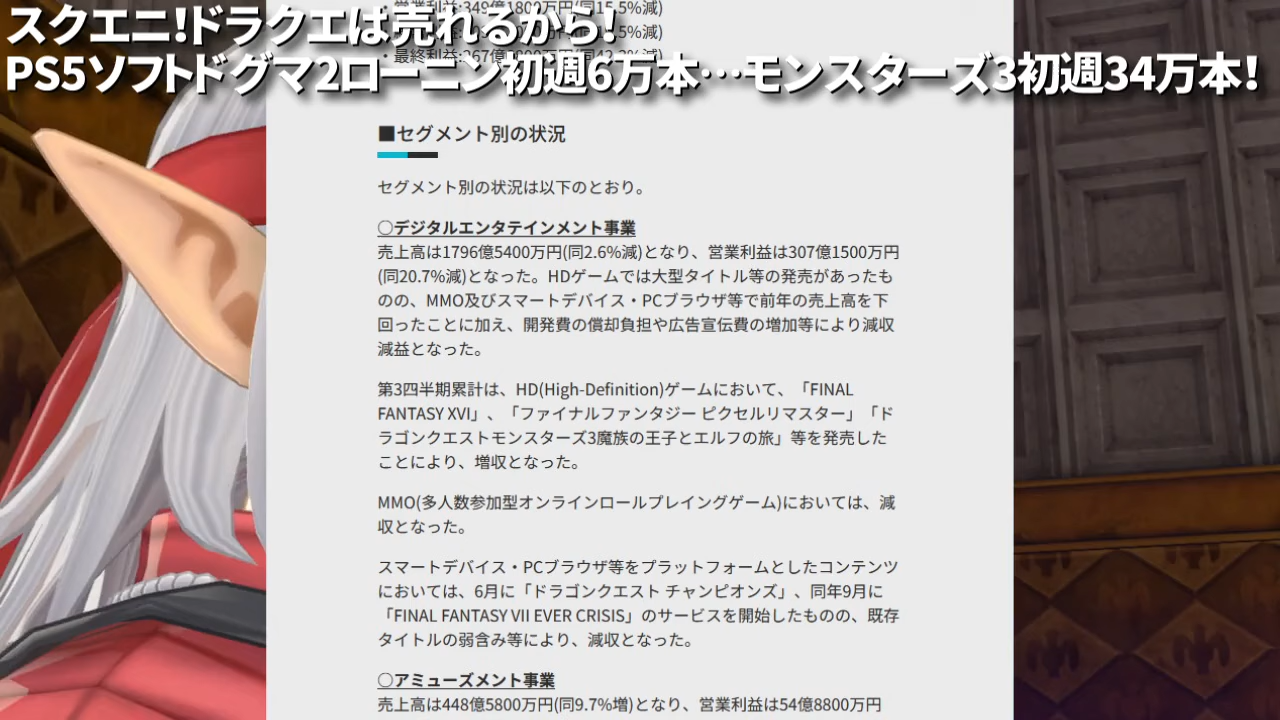 スクエニ!ドラクエは売れるから!
PS5ソフトドグマ2ローニン初週6万本…モンスターズ3初週34万本!
■セグメント別の状況
セグメント別の状況は以下のとおり。
○デジタルエンタテインメント事業
売上高は1796億5400万円(同2.6%減)となり、営業利益は307億1500万円
(同20.7%減)となった。HDゲームでは大型タイトル等の発売があったも
のの、MMO及びスマートデバイス・PCブラウザ等で前年の売上高を下
回ったことに加え、開発費の償却負担や広告宣伝費の増加等により減収
減益となった。
第3四半期累計は、HD(High-Definition)ゲームにおいて、「FINAL
FANTASY XVI」、「ファイナルファンタジー ピクセルリマスター」「ド
ラゴンクエストモンスターズ3魔族の王子とエルフの旅」等を発売した
ことにより、増収となった。
MMO(多人数参加型オンラインロールプレイングゲーム)においては、減
収となった。
スマートデバイス・PCブラウザ等をプラットフォームとしたコンテンツ
においては、6月に「ドラゴンクエスト チャンピオンズ」、同年9月に
「FINAL FANTASY VII EVER CRISIS」のサービスを開始したものの、既存
タイトルの弱含み等により、減収となった。
○アミューズメント事業
売上高は448億5800万円(同9.7%増)となり、営業利益は54億8800万円